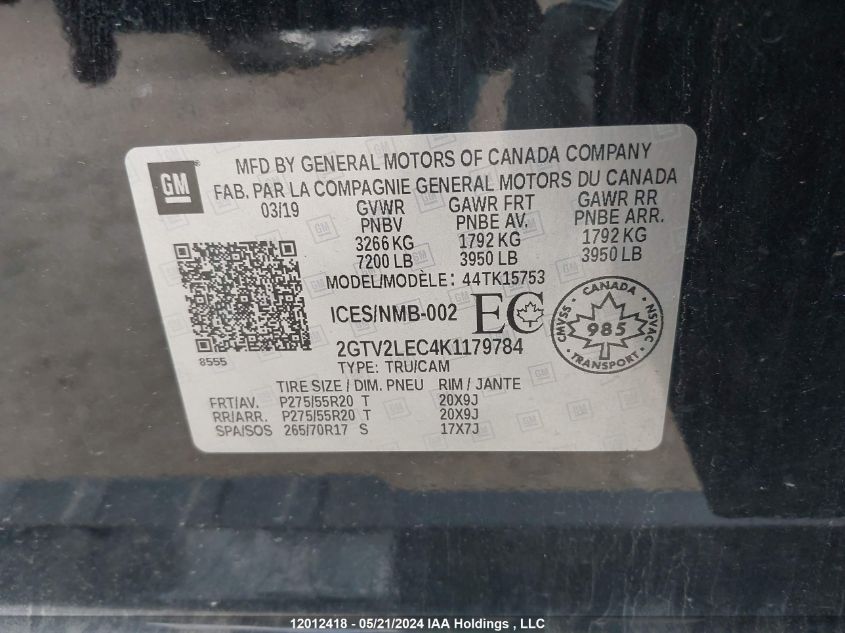 GM
MFD BY GENERAL MOTORS OF CANADA COMPANY
FAB. PAR LA COMPAGNIE GENERAL MOTORS DU CANADA
03/19 GVWR GAWR FRT GAWR RR
PNBV PNBE AV. PNBE ARR.
3266 KG 1792 KG 1792 KG
7200 LB 3950 LB 3950 LB
MODEL/MODÈLE: 44TK15753
ICES/NMB-002 EC
CANADA
CMVSS 985 NSVAC
TRANSPORT
2GTV2LEC4K1179784
8555
TYPE: TRU/CAM
TIRE SIZE / DIM. PNEU RIM / JANTE
FRT/AV. P275/55R20 T 20X9J
RR/ARR. P275/55R20 T 20X9J
SPA/SOS 265/70R17 S 17X7J
12012418 - 05/21/2024 IAA Holdings , LLC